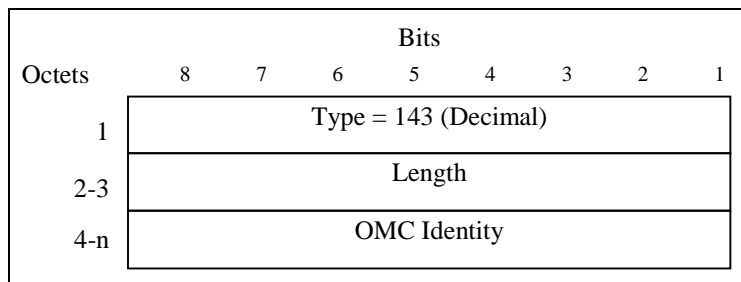 Bits
Octets 8 7 6 5 4 3 2 1
1 Type = 143 (Decimal)
2-3 Length
4-n OMC Identity